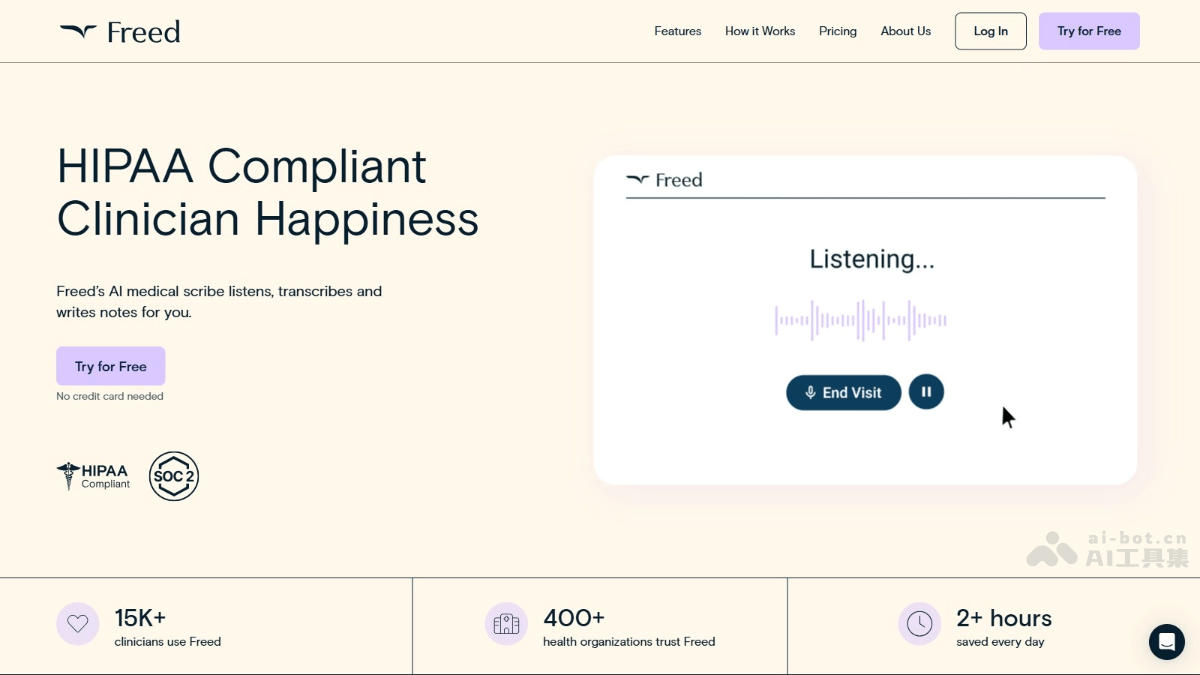 Freed
Features How it Works Pricing About Us Log In Try for Free
HIPAA Compliant
Clinician Happiness
Freed's AI medical scribe listens, transcribes and
writes notes for you.
Try for Free
No credit card needed
HIPAA
Compliant
SOC 2
Freed
Listening...
End Visit
ai-bot.cn
AI工具集
15K+
clinicians use Freed
400+
health organizations trust Freed
2+ hours
saved every day